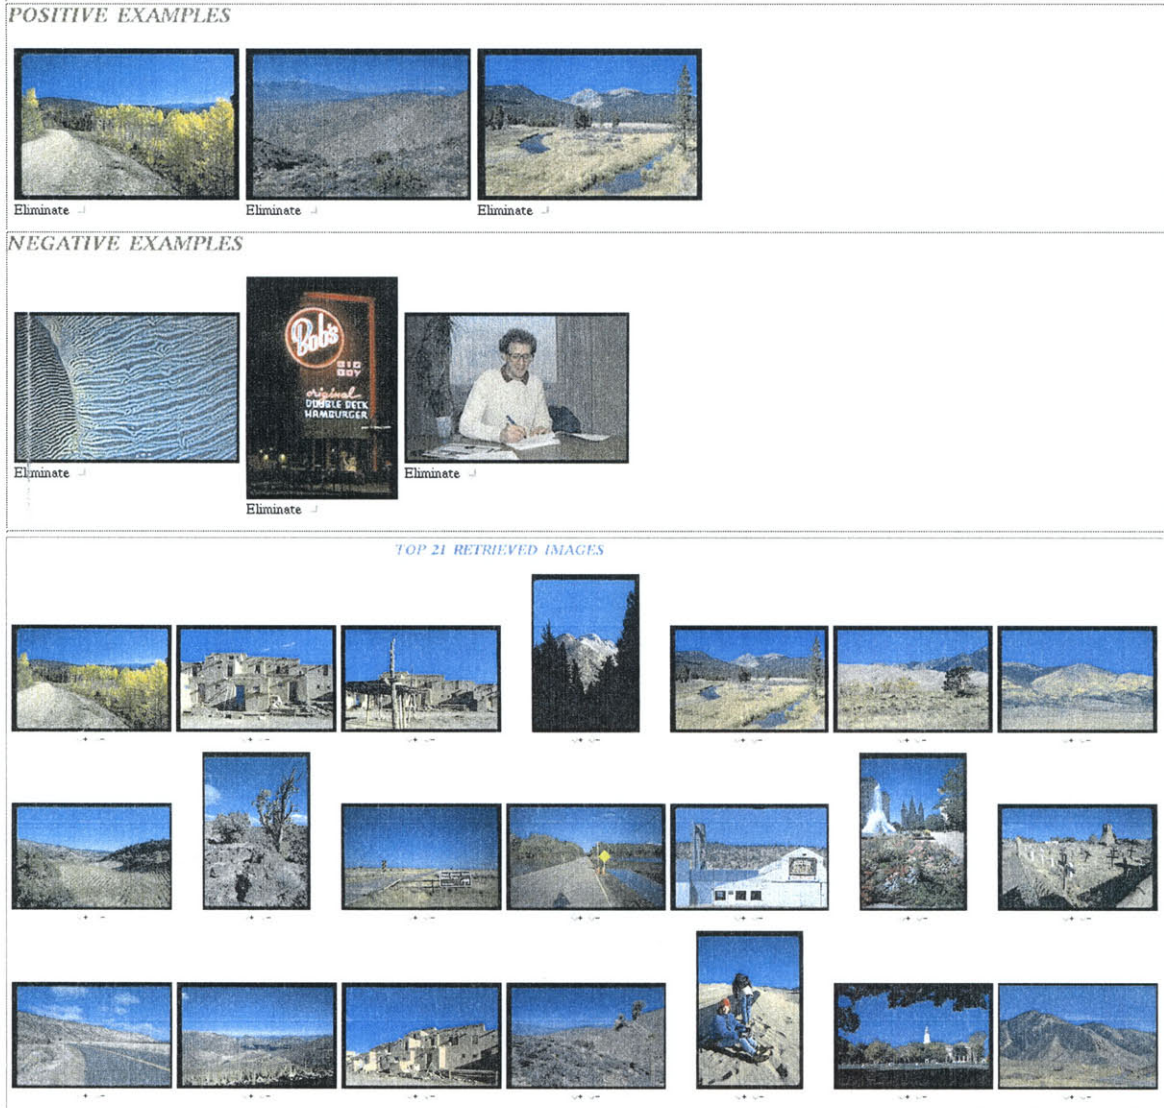 POSITIVE EXAMPLES
Eliminate
Eliminate
Eliminate
NEGATIVE EXAMPLES
Bob's
BIG
BOY
original
DOUBLE DECK
HAMBURGER
Eliminate
Eliminate
Eliminate
TOP 21 RETRIEVED IMAGES